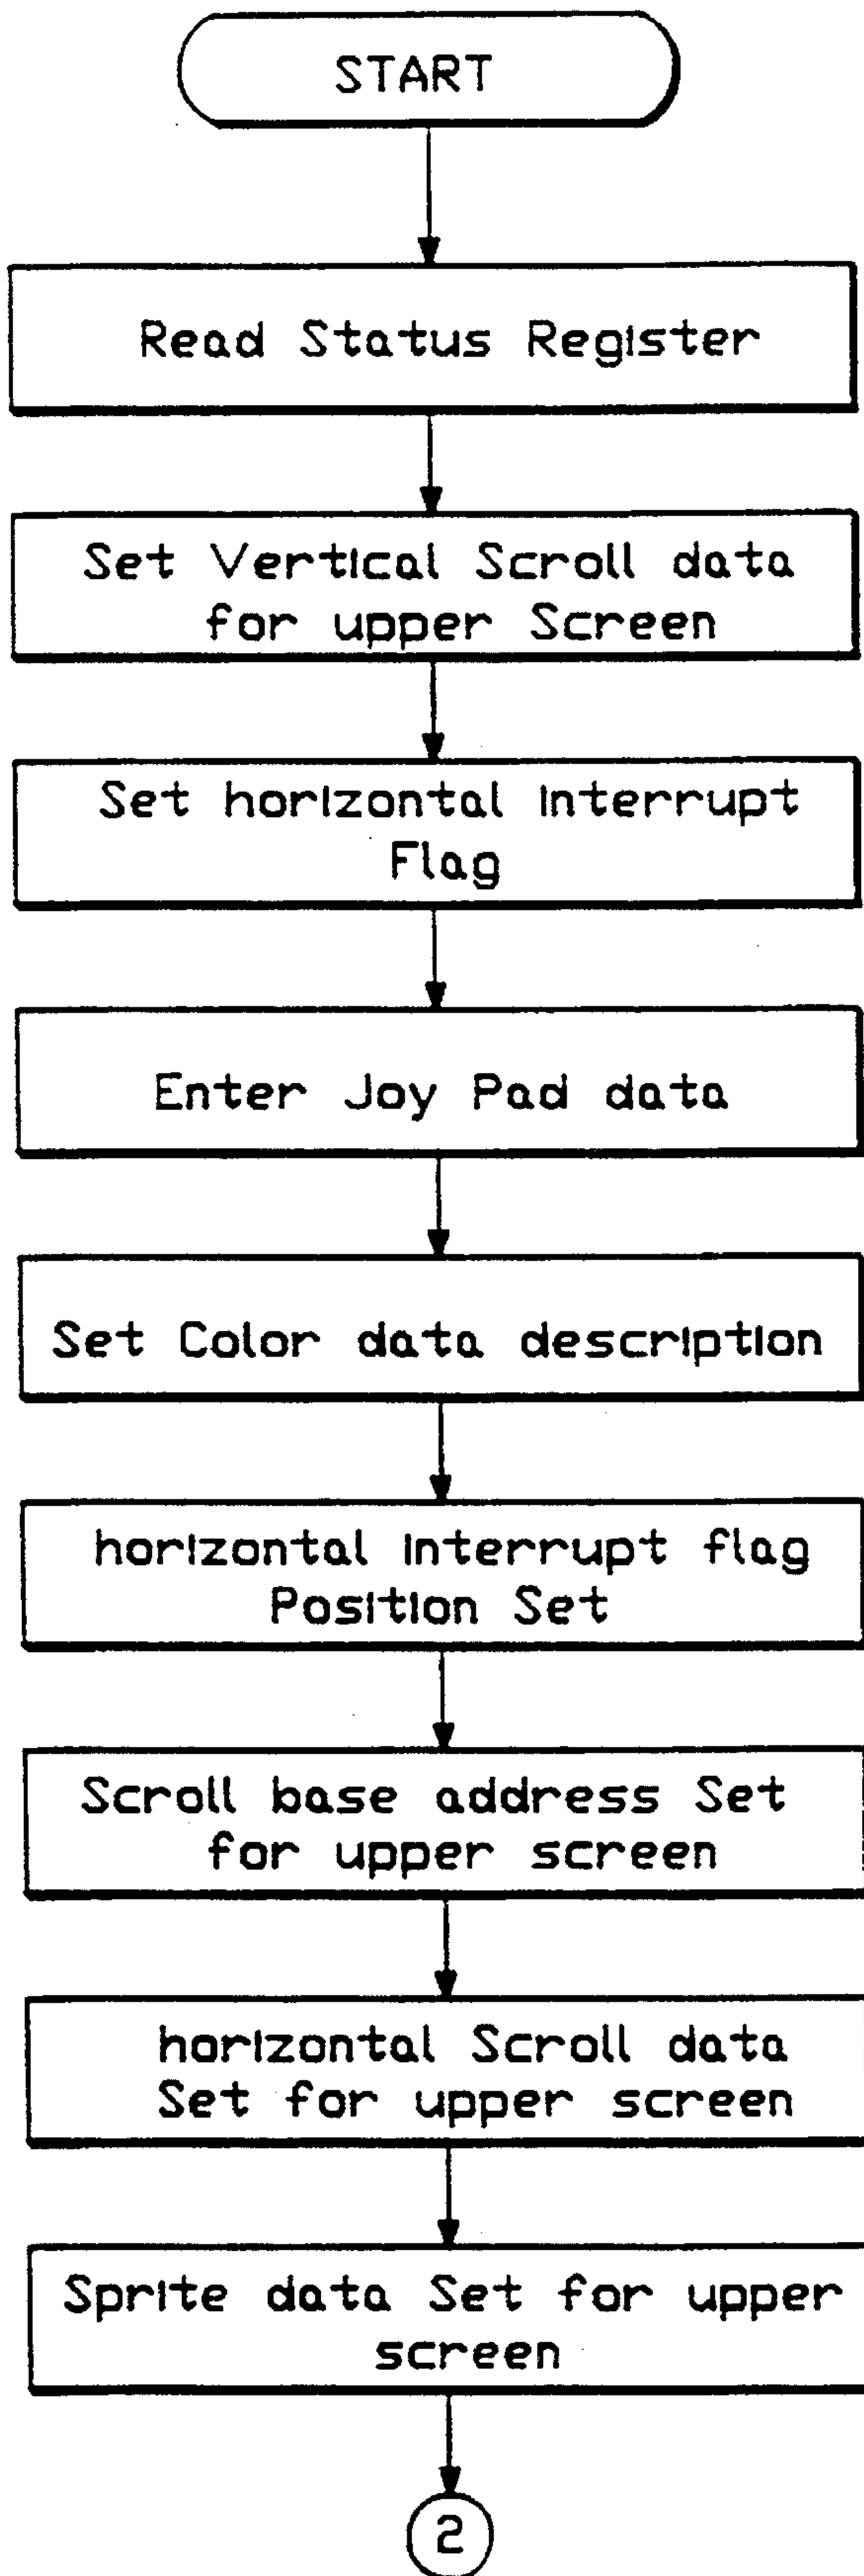 START
Read Status Register
Set Vertical Scroll data
for upper Screen
Set horizontal interrupt
Flag
Enter Joy Pad data
Set Color data description
horizontal interrupt flag
Position Set
Scroll base address Set
for upper screen
horizontal Scroll data
Set for upper screen
Sprite data Set for upper
screen
2